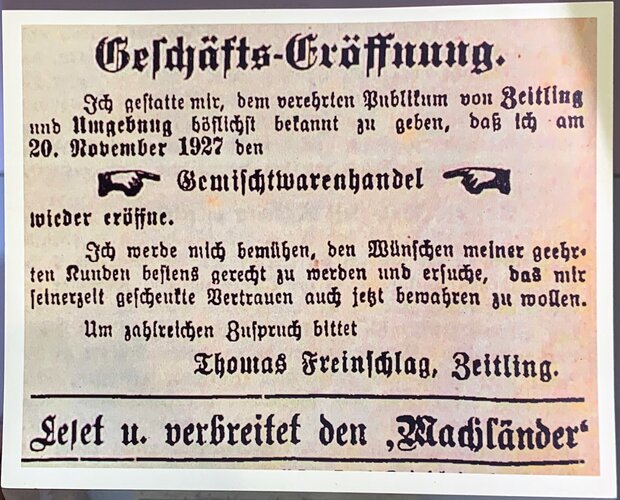 Geschäfts-Eröffnung.
Ich gestatte mir, dem verehrten Publikum von Zeitling
und Umgebnug höflichst bekannt zu geben, daß ich am
20. November 1927 den
Gemischtwarenhandel
wieder eröffne.
Ich werde mich bemühen, den Wünschen meiner geehr-
ten Kunden bestens gerecht zu werden und ersuche, das mir
seinerzeit geschenkte Vertrauen auch jetzt bewahren zu wollen.
Um zahlreichen Zuspruch bittet
Thomas Freinschlag, Zeitling.
Leset u. verbreitet den ‚Machländer‘